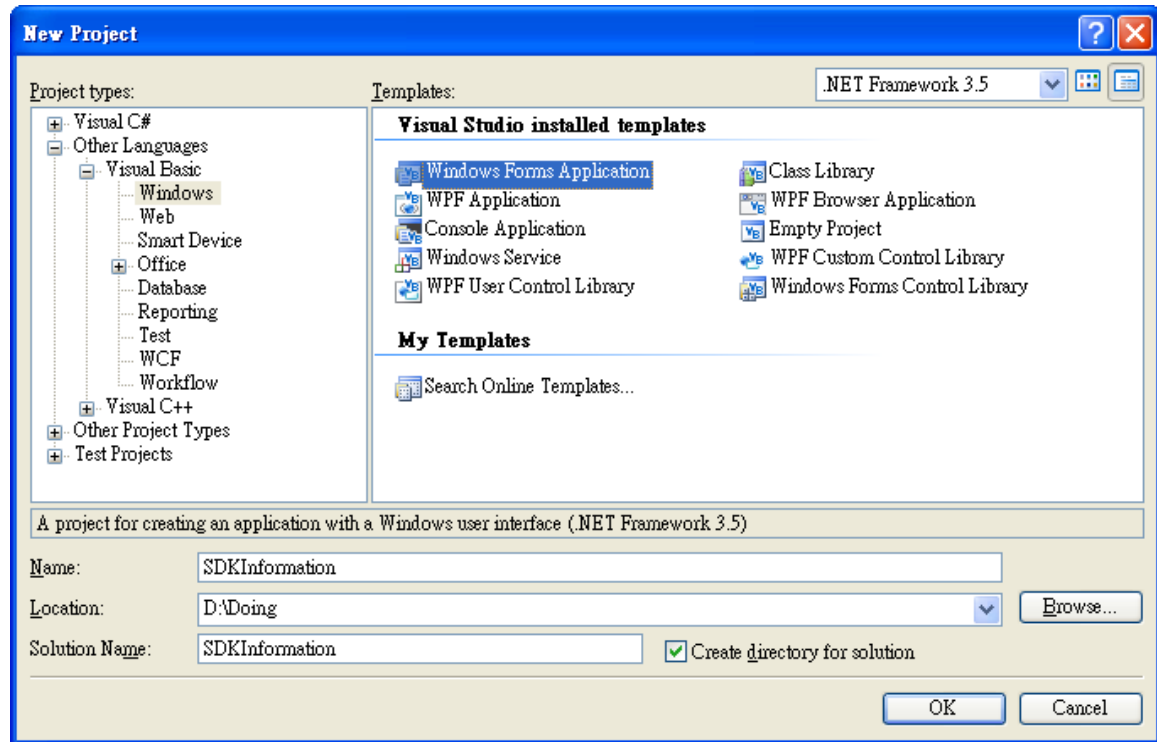 New Project
Project types:
Templates:
.NET Framework 3.5
Visual C#
Other Languages
Visual Basic
Windows
Web
Smart Device
Office
Database
Reporting
Test
WCF
Workflow
Visual C++
Other Project Types
Test Projects
Visual Studio installed templates
Windows Forms Application
Class Library
WPF Application
WPF Browser Application
Console Application
Empty Project
Windows Service
WPF Custom Control Library
WPF User Control Library
Windows Forms Control Library
My Templates
Search Online Templates...
A project for creating an application with a Windows user interface (.NET Framework 3.5)
Name:
SDKInformation
Location:
D:\Doing
Browse...
Solution Name:
SDKInformation
Create directory for solution
OK
Cancel